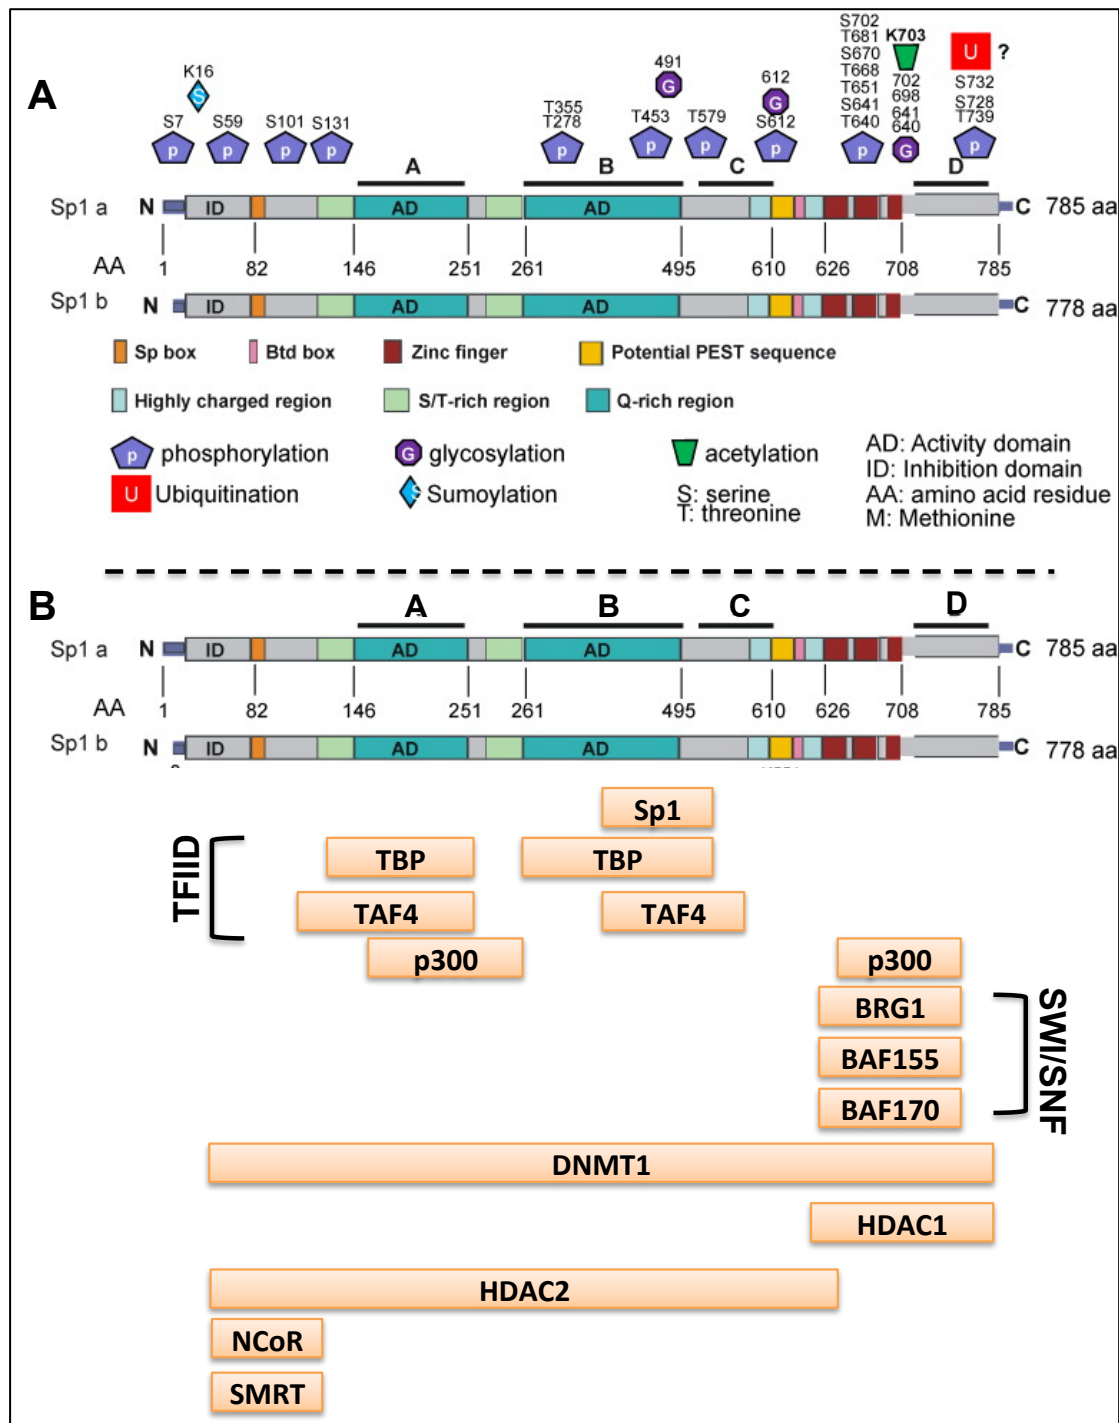 A
K16
S
S7
S59
S101
S131
p
p
p
p
T355
T278
p
491
G
T453
p
T579
p
612
G
S612
p
S702
T681
S670
T668
T651
S641
T640
p
K703
702
698
641
640
G
U ?
S732
S728
T739
p
A B C D
Sp1 a N ID AD AD C 785 aa
AA 1 82 146 251 261 495 610 626 708 785
Sp1 b N ID AD AD C 778 aa
Sp box Btd box Zinc finger Potential PEST sequence
Highly charged region S/T-rich region Q-rich region
p phosphorylation G glycosylation acetylation
U Ubiquitination S Sumoylation
S: serine
T: threonine
AD: Activity domain
ID: Inhibition domain
AA: amino acid residue
M: Methionine
B
A B C D
Sp1 a N ID AD AD C 785 aa
AA 1 82 146 251 261 495 610 626 708 785
Sp1 b N ID AD AD C 778 aa
Sp1
TFIID
TBP TBP
TAF4 TAF4
p300 p300
BRG1
BAF155
BAF170
SWI/SNF
DNMT1
HDAC1
HDAC2
NCoR
SMRT